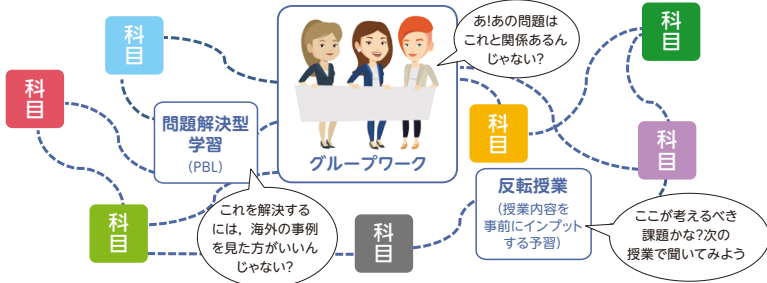 科目
科目
問題解決型
学習
(PBL)
科目
これを解決する
には，海外の事例
を見た方がいいん
じゃない?
グループワーク
あ!あの問題は
これと関係あるん
じゃない?
科目
科目
科目
科目
反転授業
(授業内容を
事前にインプット
する予習)
ここが考えるべき
課題かな?次の
授業で聞いてみよう